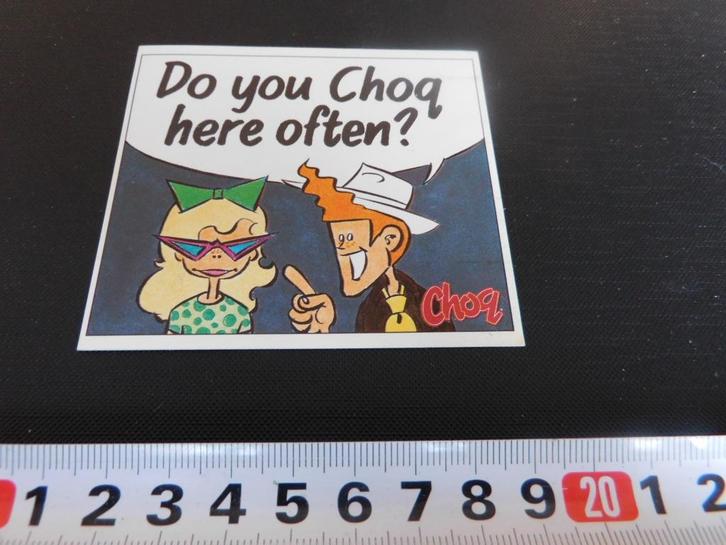 Do you Choq
here often?
Choq
1 2 3 4 5 6 7 8 9 20 1 2